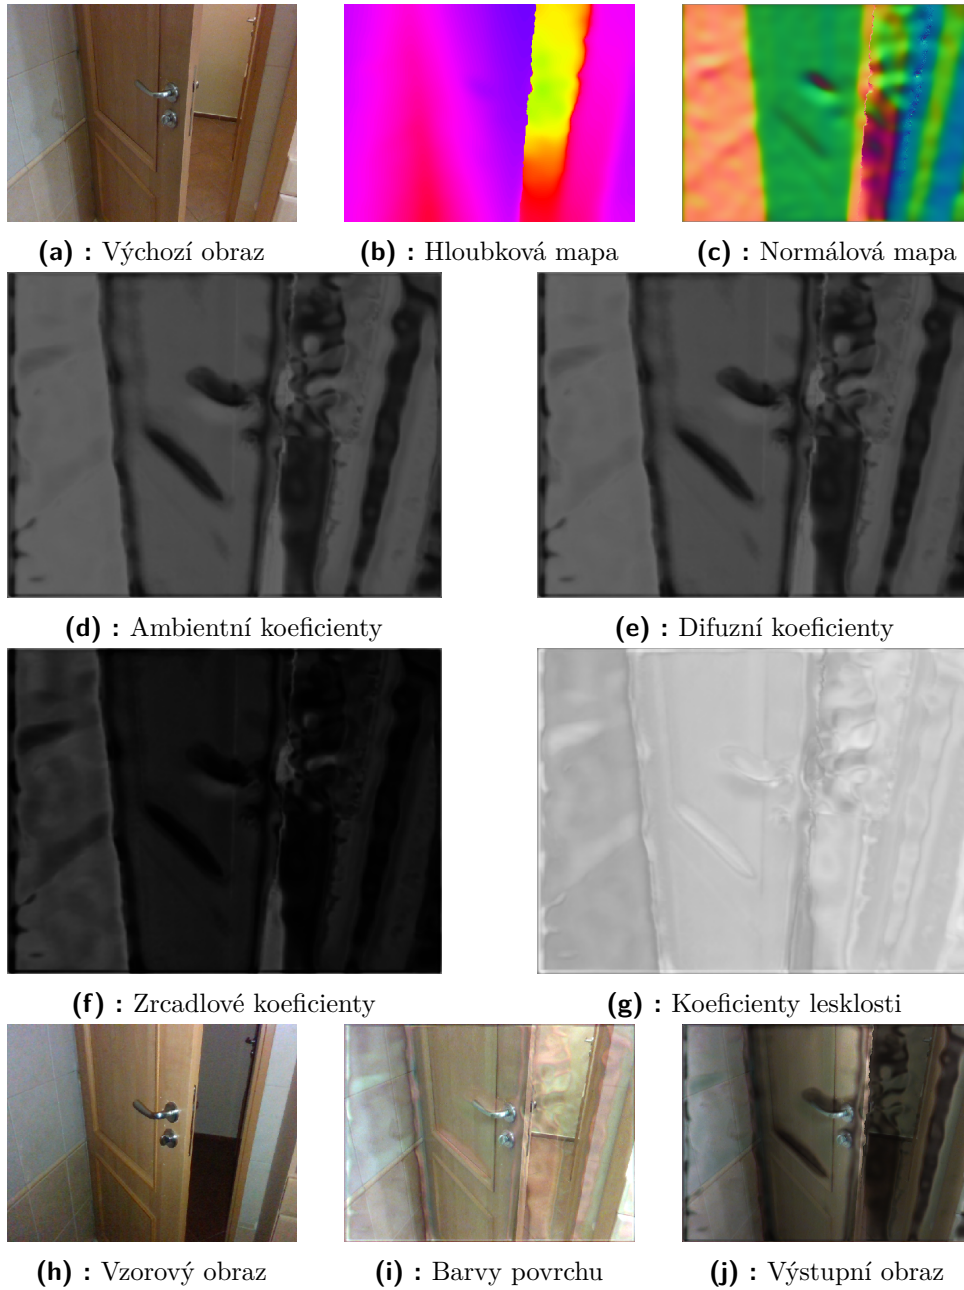 (a) : Výchozí obraz
(b) : Hloubková mapa
(c) : Normálová mapa
(d) : Ambientní koeficienty
(e) : Difuzní koeficienty
(f) : Zrcadlové koeficienty
(g) : Koeficienty lesklosti
(h) : Vzorový obraz
(i) : Barvy povrchu
(j) : Výstupní obraz